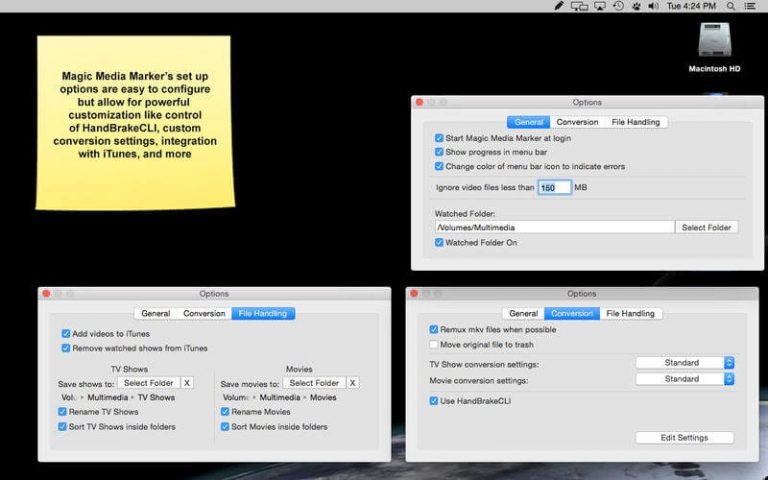 Tue 4:24 PM
Macintosh HD
Magic Media Marker's set up
options are easy to configure
but allow for powerful
customization like control
of HandBrakeCLI, custom
conversion settings, integration
with iTunes, and more
Options
General Conversion File Handling
Start Magic Media Marker at login
Show progress in menu bar
Change color of menu bar icon to indicate errors
Ignore video files less than 150 MB
Watched Folder:
/Volumes/Multimedia Select Folder
Watched Folder On
Options
General Conversion File Handling
Add videos to iTunes
Remove watched shows from iTunes
TV Shows Movies
Save shows to: Select Folder X Save movies to: Select Folder X
Multimedia TV Shows Multimedia Movies
Rename TV Shows Rename Movies
Sort TV Shows inside folders Sort Movies inside folders
Options
General Conversion File Handling
Remux mkv files when possible
Move original file to trash
TV Show conversion settings: Standard
Movie conversion settings: Standard
Use HandBrakeCLI
Edit Settings